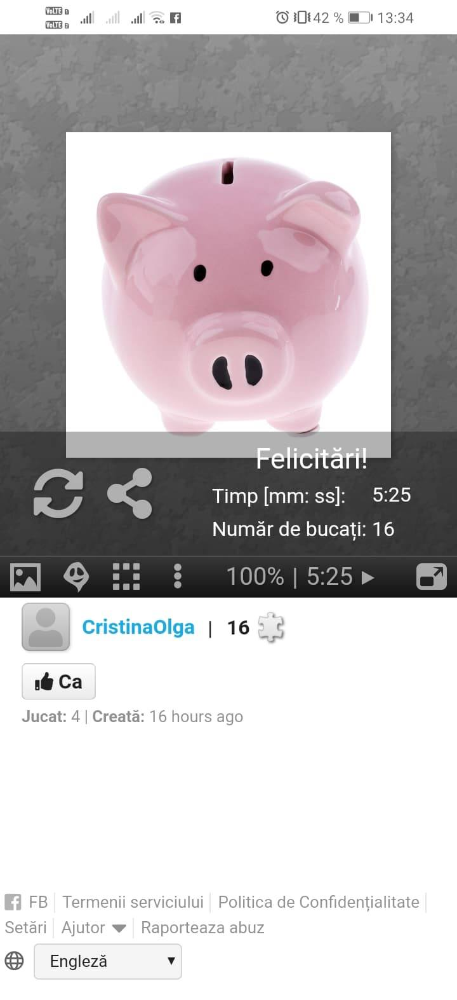 VoLTE 1
VoLTE 2
42 % 13:34
Felicitări!
Timp [mm: ss]: 5:25
Număr de bucați: 16
100% | 5:25
CristinaOlga | 16
Ca
Jucat: 4 | Creată: 16 hours ago
FB Termenii serviciului Politica de Confidențialitate
Setări Ajutor Raporteaza abuz
Engleză